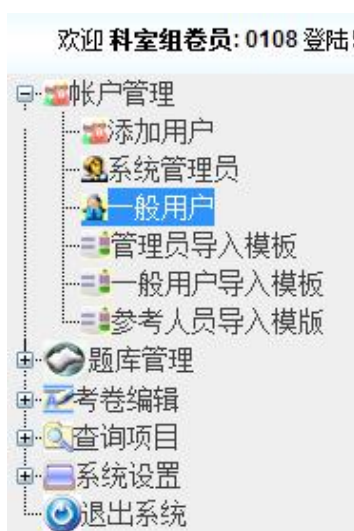 欢迎 科室组卷员: 0108 登陆
帐户管理
添加用户
系统管理员
一般用户
管理员导入模板
一般用户导入模板
参考人员导入模版
题库管理
考卷编辑
查询项目
系统设置
退出系统